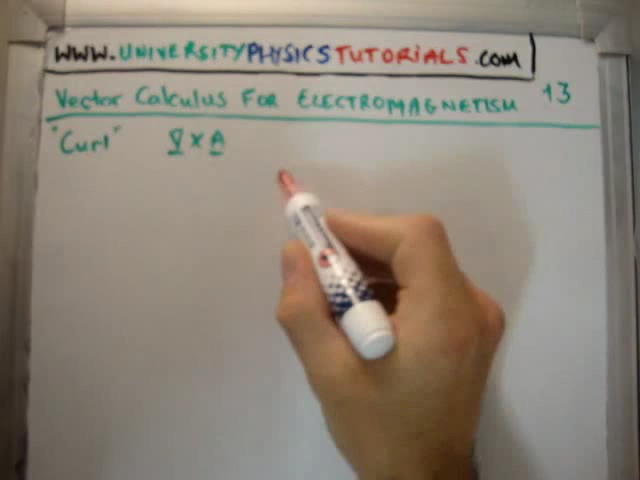 WWW.UNIVERSITYPHYSICSTUTORIALS.COM
Vector Calculus FOR ELECTROMAGNETISM 13
"Curl" ∇ × A